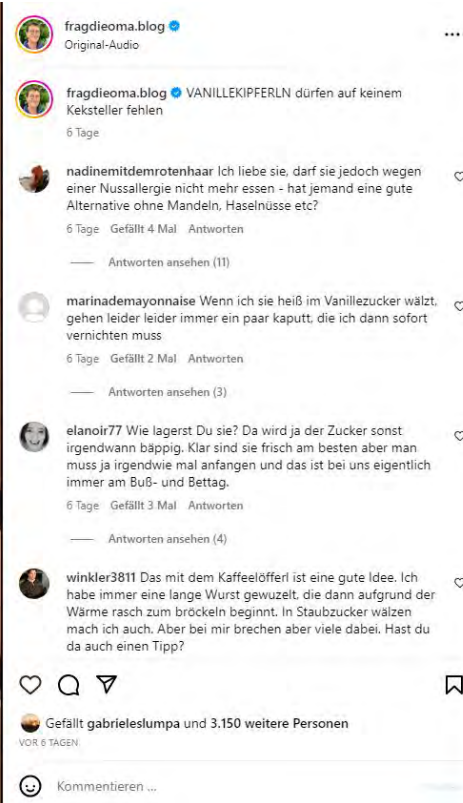 fragdieoma.blog
Original-Audio
fragdieoma.blog VANILLEKIPFERLN dürfen auf keinem
Keksteller fehlen
6 Tage
nadinemitdemrotenhaar Ich liebe sie, darf sie jedoch wegen
einer Nussallergie nicht mehr essen - hat jemand eine gute
Alternative ohne Mandeln, Haselnüsse etc?
6 Tage Gefällt 4 Mal Antworten
Antworten ansehen (11)
marinademayonnaise Wenn ich sie heiß im Vanillezucker wälzt,
gehen leider leider immer ein paar kaputt, die ich dann sofort
vernichten muss
6 Tage Gefällt 2 Mal Antworten
Antworten ansehen (3)
elanoir77 Wie lagerst Du sie? Da wird ja der Zucker sonst
irgendwann bäppig. Klar sind sie frisch am besten aber man
muss ja irgendwie mal anfangen und das ist bei uns eigentlich
immer am Buß- und Bettag.
6 Tage Gefällt 3 Mal Antworten
Antworten ansehen (4)
winkler3811 Das mit dem Kaffeelöfferl ist eine gute Idee. Ich
habe immer eine lange Wurst gewuzelt, die dann aufgrund der
Wärme rasch zum bröckeln beginnt. In Staubzucker wälzen
mach ich auch. Aber bei mir brechen aber viele dabei. Hast du
da auch einen Tipp?
Gefällt gabrieleslumpa und 3.150 weitere Personen
VOR 6 TAGEN
Kommentieren ...